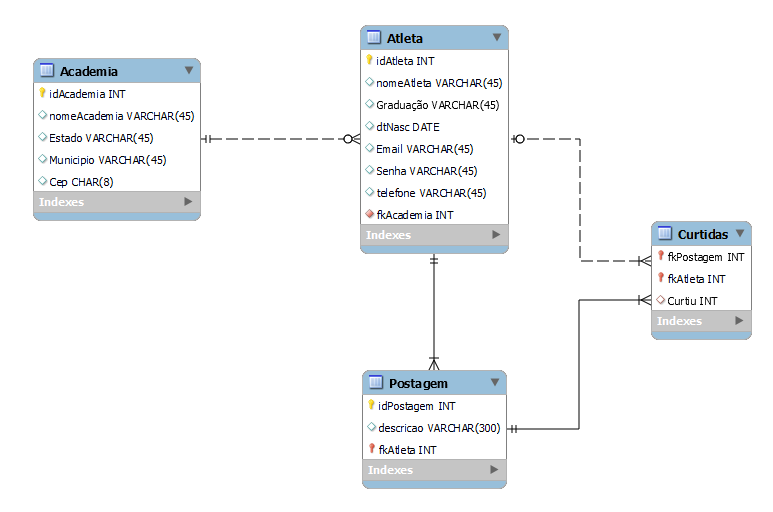 Academia
idAcademia INT
nomeAcademia VARCHAR(45)
Estado VARCHAR(45)
Municipio VARCHAR(45)
Cep CHAR(8)
Indexes
Atleta
idAtleta INT
nomeAtleta VARCHAR(45)
Graduação VARCHAR(45)
dtNasc DATE
Email VARCHAR(45)
Senha VARCHAR(45)
telefone VARCHAR(45)
fkAcademia INT
Indexes
Curtidas
fkPostagem INT
fkAtleta INT
Curtiu INT
Indexes
Postagem
idPostagem INT
descricao VARCHAR(300)
fkAtleta INT
Indexes